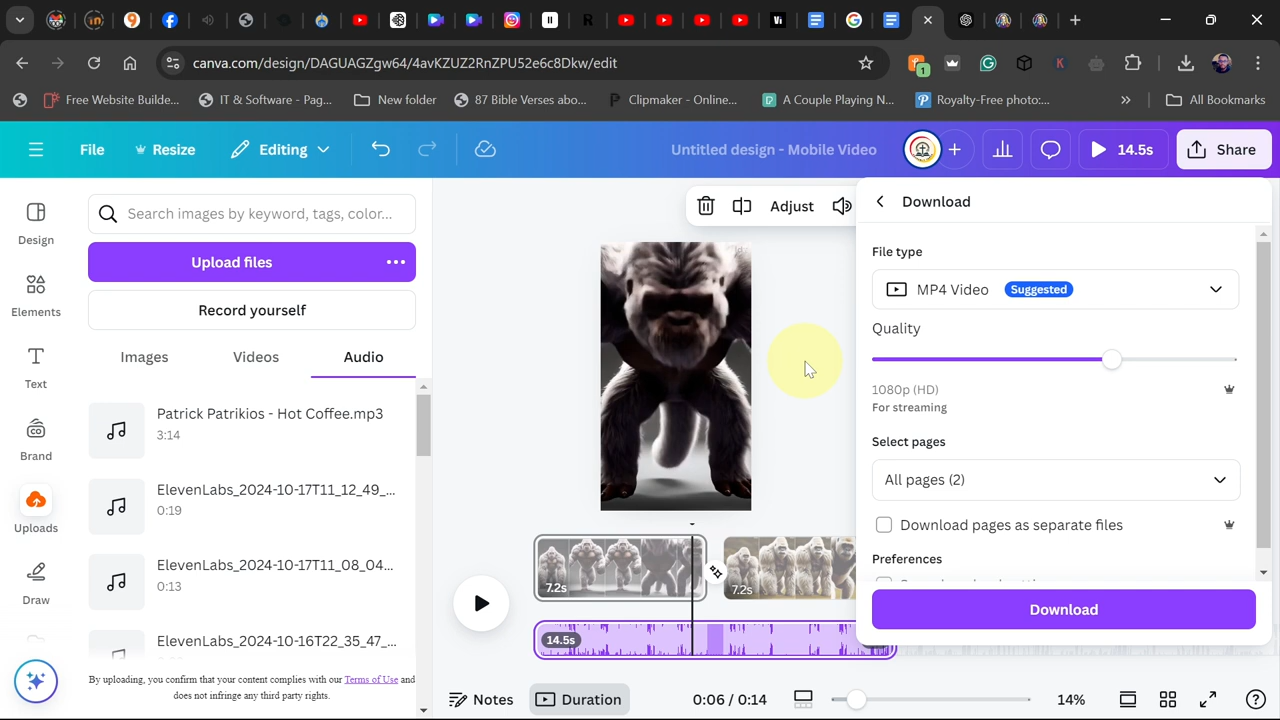 canva.com/design/DAGUAGZgw64/4avKZUZ2RnZPU52e6c8Dkw/edit
1
Free Website Builde...
IT & Software - Pag...
New folder
87 Bible Verses abo...
Clipmaker - Online...
A Couple Playing N...
Royalty-Free photo:...
All Bookmarks
File
Resize
Editing
Untitled design - Mobile Video
14.5s
Share
Design
Elements
Text
Brand
Uploads
Draw
Search images by keyword, tags, color...
Upload files
Record yourself
Images
Videos
Audio
Patrick Patrikios - Hot Coffee.mp3
3:14
ElevenLabs_2024-10-17T11_12_49_...
0:19
ElevenLabs_2024-10-17T11_08_04...
0:13
ElevenLabs_2024-10-16T22_35_47_...
By uploading, you confirm that your content complies with our Terms of Use and
does not infringe any third party rights.
Adjust
Download
File type
MP4 Video Suggested
Quality
1080p (HD)
For streaming
Select pages
All pages (2)
Download pages as separate files
Preferences
Download
7.2s
7.2s
14.5s
Notes
Duration
0:06 / 0:14
14%